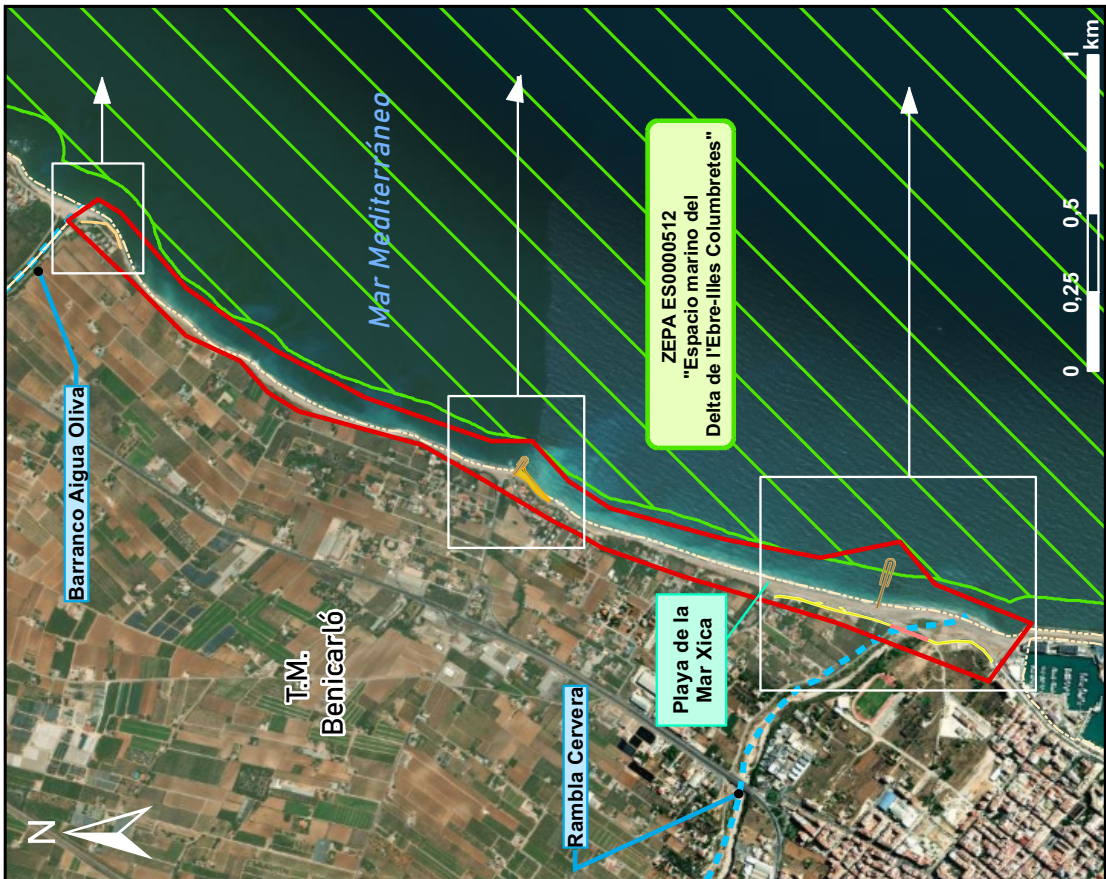 Barranco Aigua Oliva
Mar Mediterráneo
ZEPA ES0000512
"Espacio marino del
Delta de l'Ebre-Illes Columbretes"
T.M.
Benicarló
Playa de la
Mar Xica
Rambla Cervera
N
0 0,25 0,5 1
km